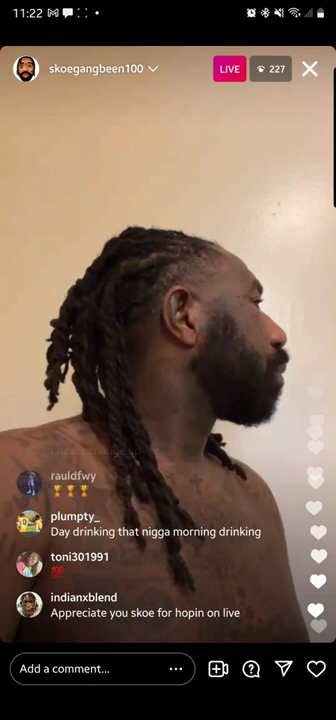 11:22
skoegangbeen100
LIVE
227
rauldfwy
🏆🏆🏆
plumpty_
Day drinking that nigga morning drinking
toni301991
💯
indianxblend
Appreciate you skoe for hopin on live
Add a comment...